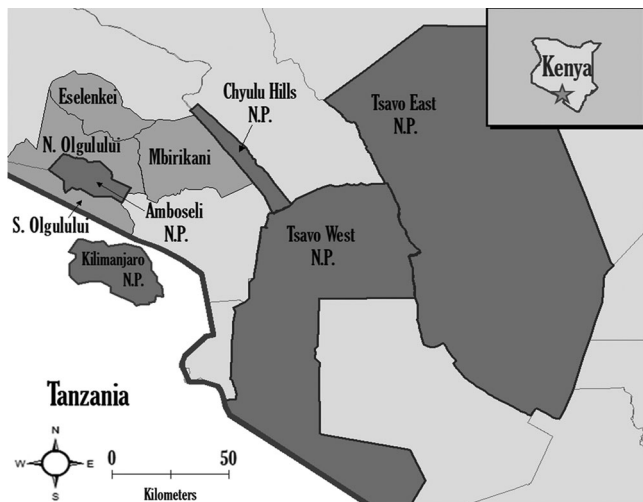 Eselenkei
N. Olgulului
Mbirikani
Chyulu Hills
N.P.
Tsavo East
N.P.
Kenya
S. Olgulului
Amboseli
N.P.
Tsavo West
N.P.
Kilimanjaro
N.P.
Tanzania
N
W
E
S
0
50
Kilometers